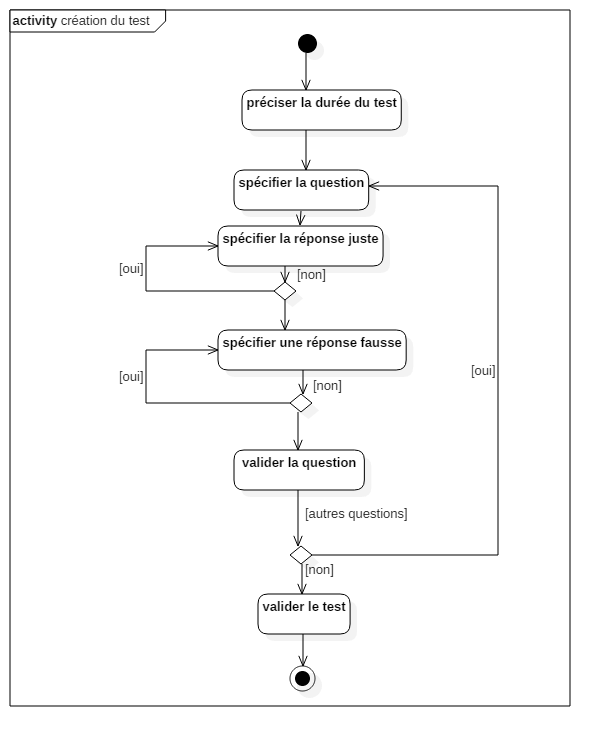 activity création du test
préciser la durée du test
spécifier la question
spécifier la réponse juste
[oui]
[non]
spécifier une réponse fausse
[oui]
[oui]
[non]
valider la question
[autres questions]
[non]
valider le test